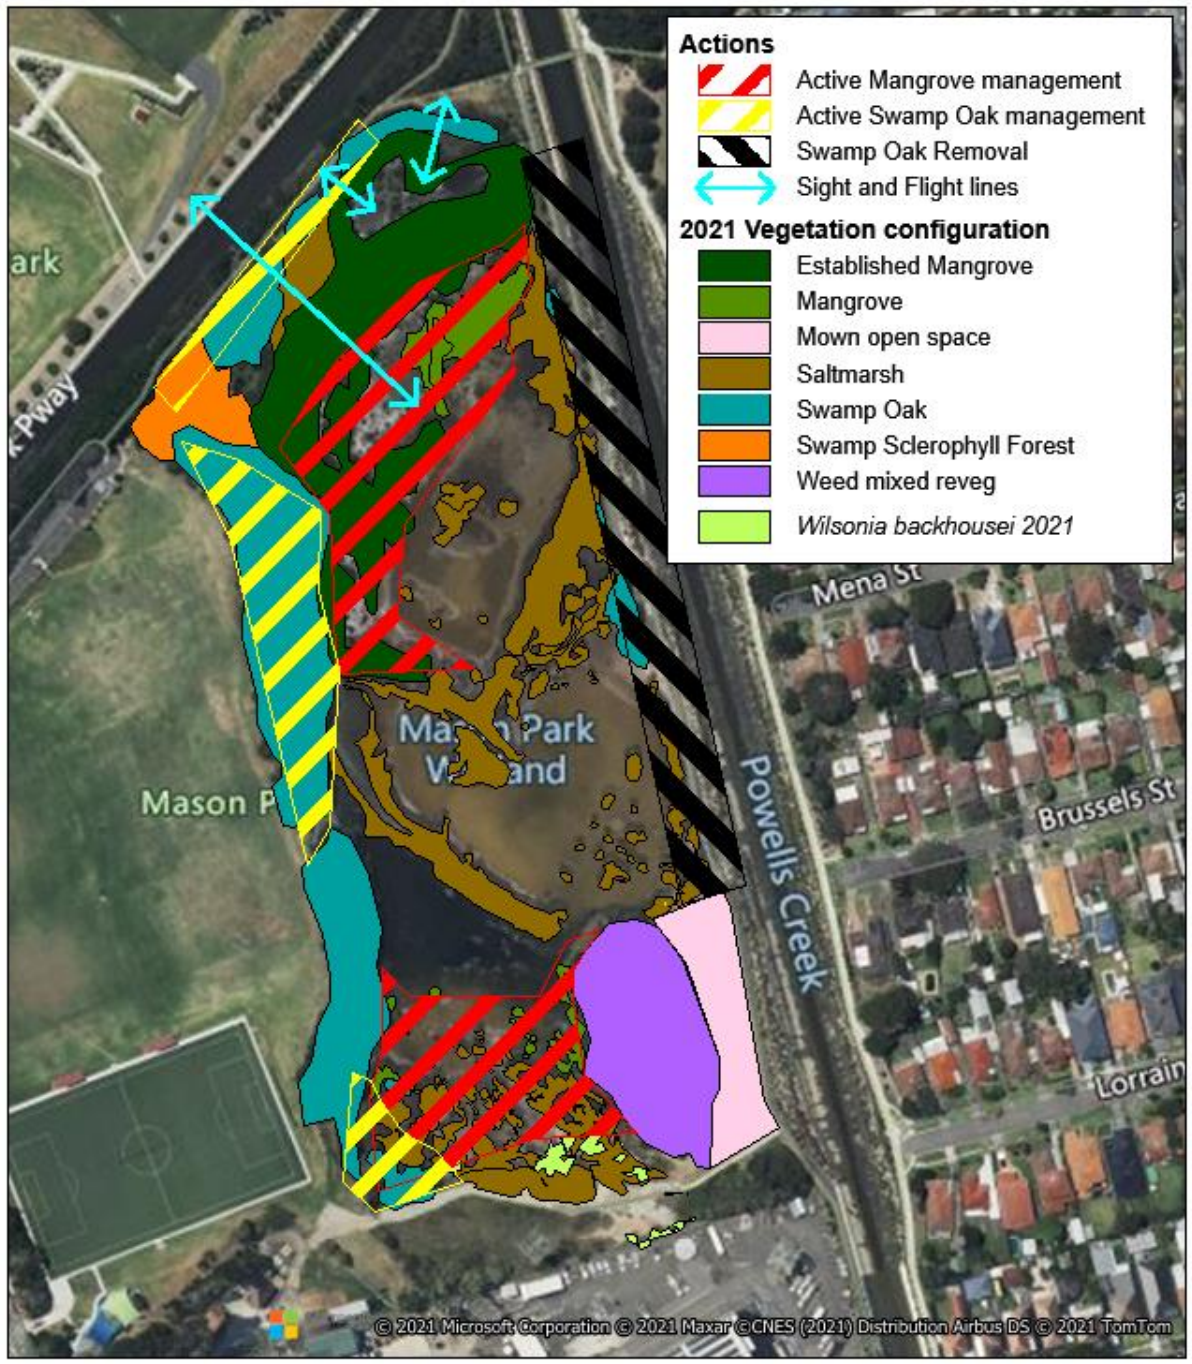 Actions
Active Mangrove management
Active Swamp Oak management
Swamp Oak Removal
Sight and Flight lines
2021 Vegetation configuration
Established Mangrove
Mangrove
Mown open space
Saltmarsh
Swamp Oak
Swamp Sclerophyll Forest
Weed mixed reveg
Wilsonia backhousei 2021
ark
k Pway
Mena St
Brussels St
Lorrain
Powells Creek
Mason P
© 2021 Microsoft Corporation © 2021 Maxar ©CNES (2021) Distribution Airbus DS © 2021 TomTom